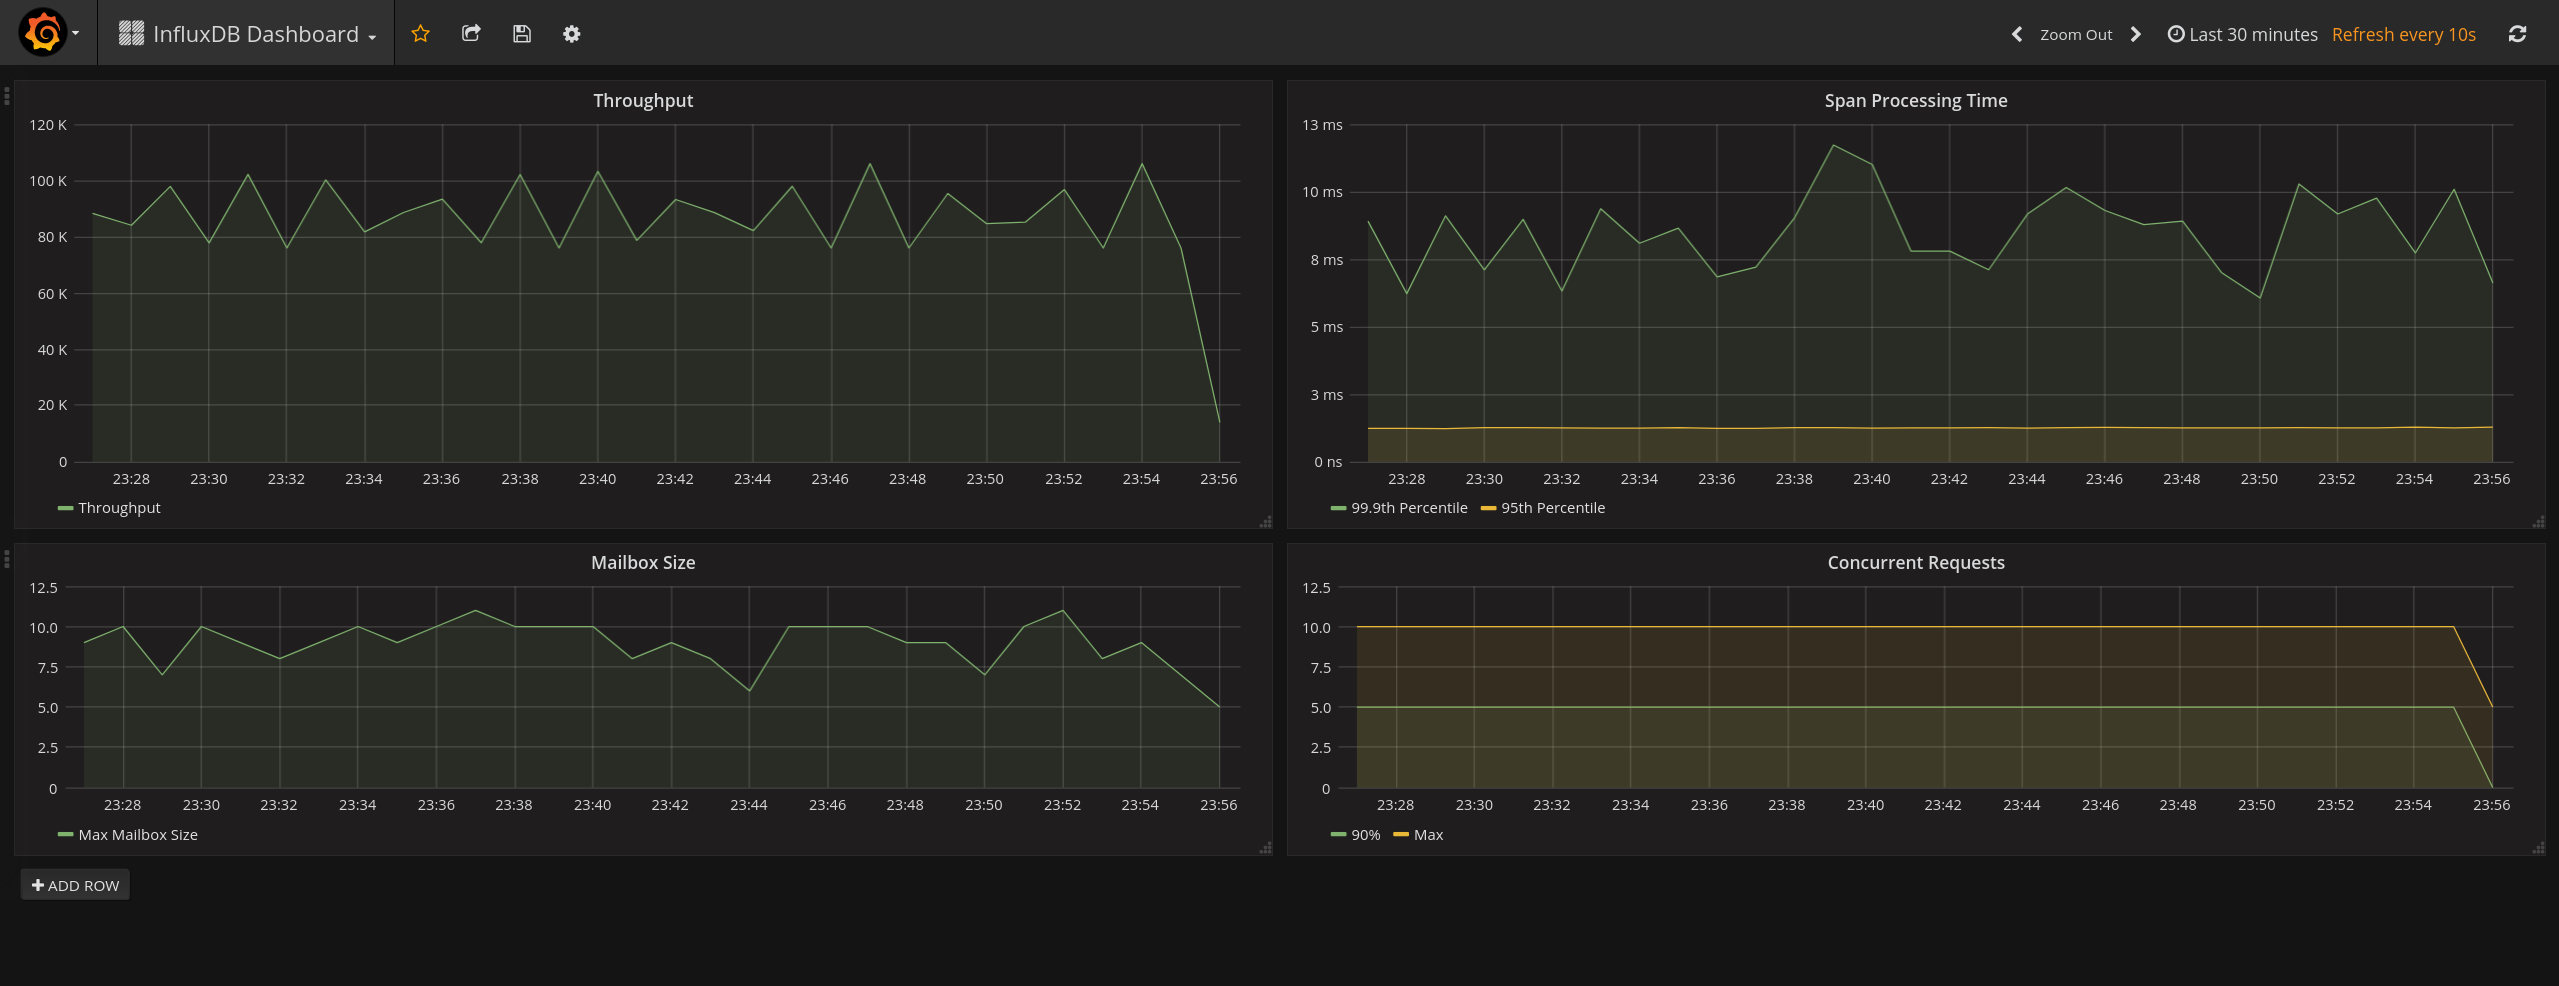 InfluxDB Dashboard
Zoom Out
Last 30 minutes
Refresh every 10s
Throughput
120 K
100 K
80 K
60 K
40 K
20 K
0
23:28 23:30 23:32 23:34 23:36 23:38 23:40 23:42 23:44 23:46 23:48 23:50 23:52 23:54 23:56
Throughput
Span Processing Time
13 ms
10 ms
8 ms
5 ms
3 ms
0 ns
23:28 23:30 23:32 23:34 23:36 23:38 23:40 23:42 23:44 23:46 23:48 23:50 23:52 23:54 23:56
99.9th Percentile 95th Percentile
Mailbox Size
12.5
10.0
7.5
5.0
2.5
0
23:28 23:30 23:32 23:34 23:36 23:38 23:40 23:42 23:44 23:46 23:48 23:50 23:52 23:54 23:56
Max Mailbox Size
Concurrent Requests
12.5
10.0
7.5
5.0
2.5
0
23:28 23:30 23:32 23:34 23:36 23:38 23:40 23:42 23:44 23:46 23:48 23:50 23:52 23:54 23:56
90% Max
ADD ROW